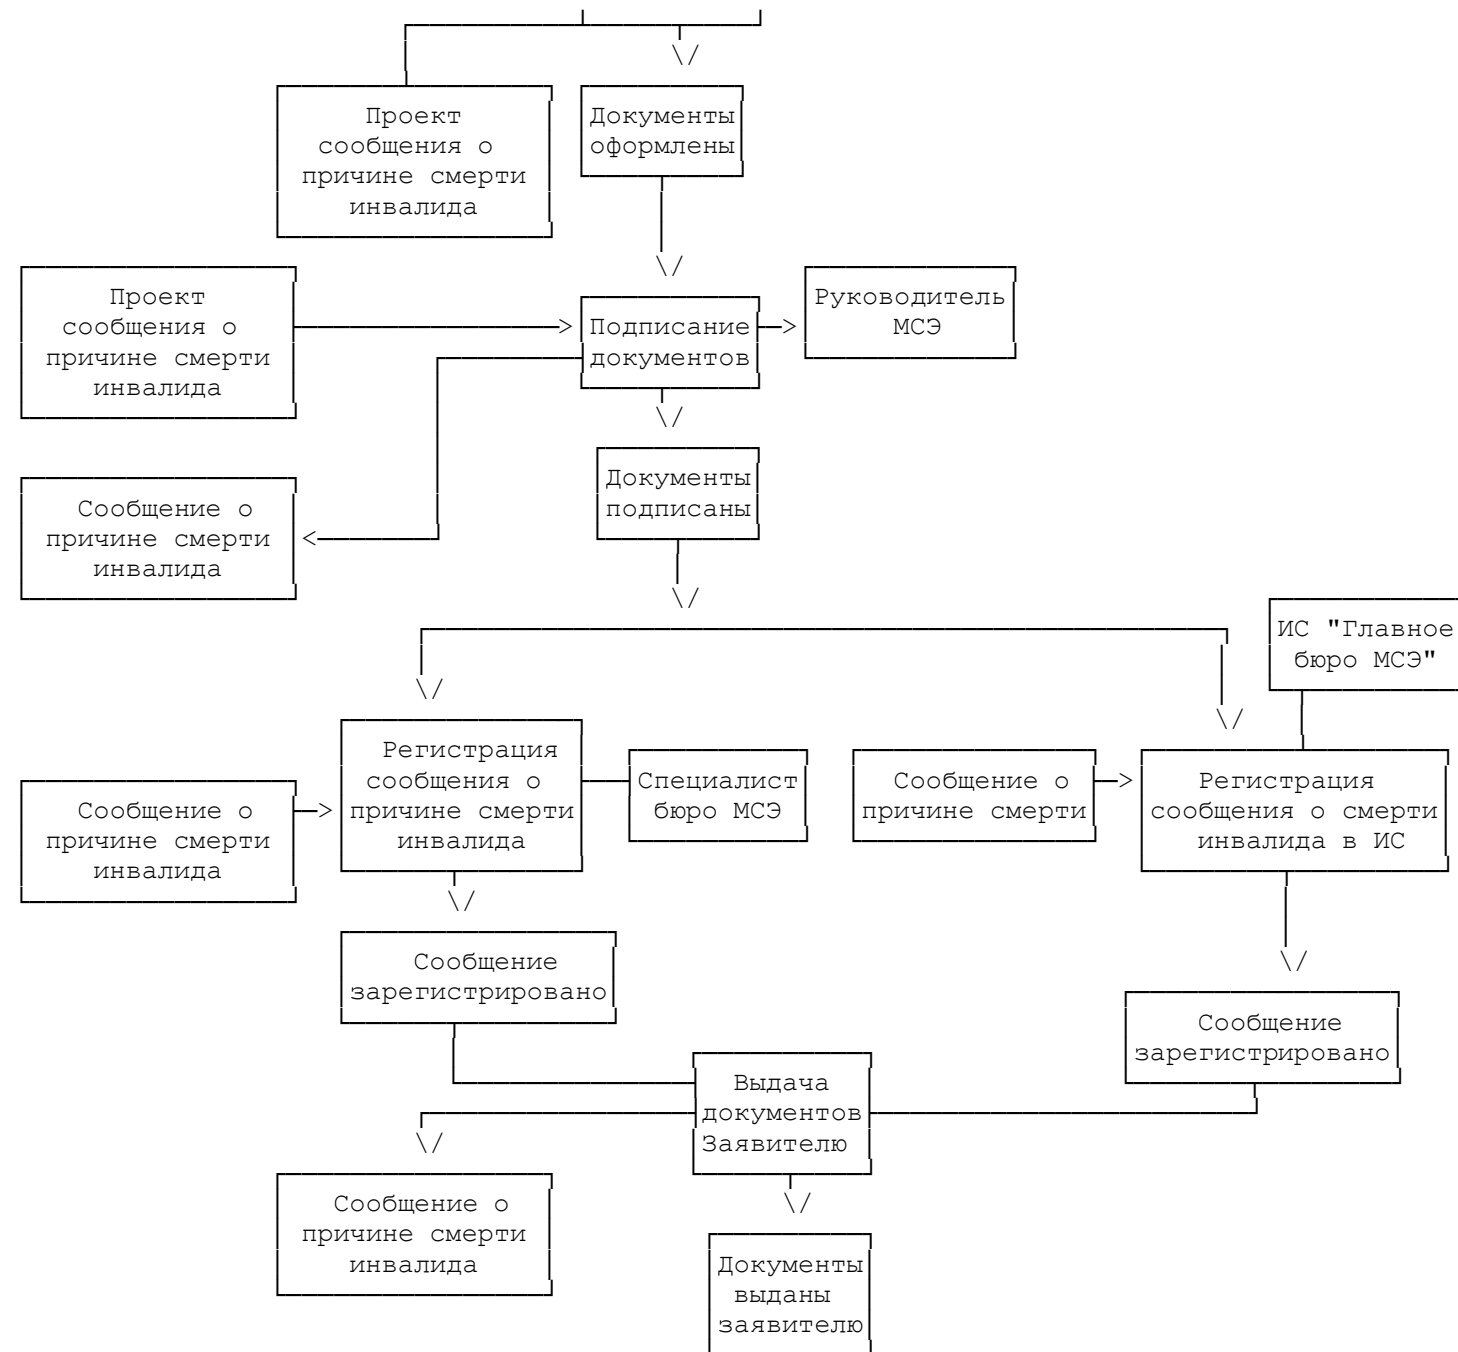 Проект
сообщения о
причине смерти
инвалида
Документы
оформлены
Проект
сообщения о
причине смерти
инвалида
Подписание
документов
Руководитель
МСЭ
Сообщение о
причине смерти
инвалида
Документы
подписаны
ИС "Главное
бюро МСЭ"
Сообщение о
причине смерти
инвалида
Регистрация
сообщения о
причине смерти
инвалида
Специалист
бюро МСЭ
Сообщение о
причине смерти
Регистрация
сообщения о смерти
инвалида в ИС
Сообщение
зарегистрировано
Сообщение
зарегистрировано
Выдача
документов
Заявителю
Сообщение о
причине смерти
инвалида
Документы
выданы
заявителю